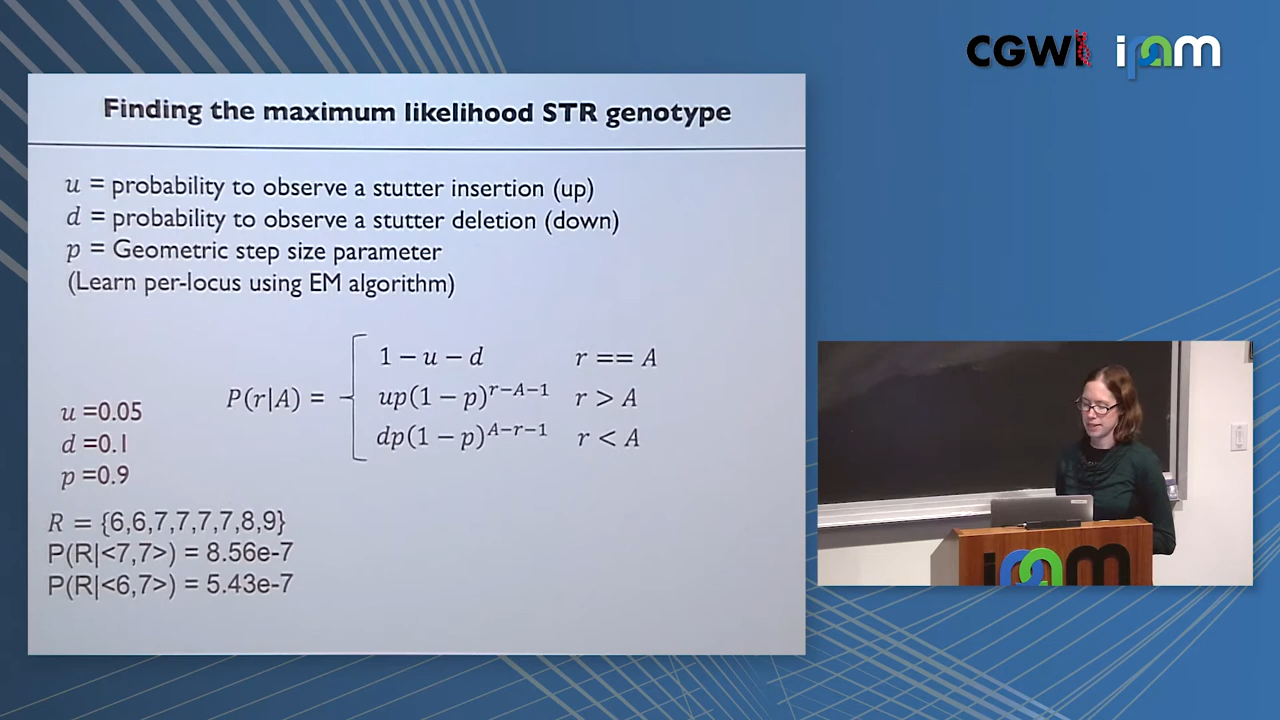 CGWI ipam
Finding the maximum likelihood STR genotype
u = probability to observe a stutter insertion (up)
d = probability to observe a stutter deletion (down)
p = Geometric step size parameter
(Learn per-locus using EM algorithm)
1 − u − d r == A
P(r|A) = up(1 − p)^{r−A−1} r > A
dp(1 − p)^{A−r−1} r < A
u =0.05
d =0.1
p =0.9
R = {6,6,7,7,7,7,8,9}
P(R|<7,7>) = 8.56e-7
P(R|<6,7>) = 5.43e-7
ipam